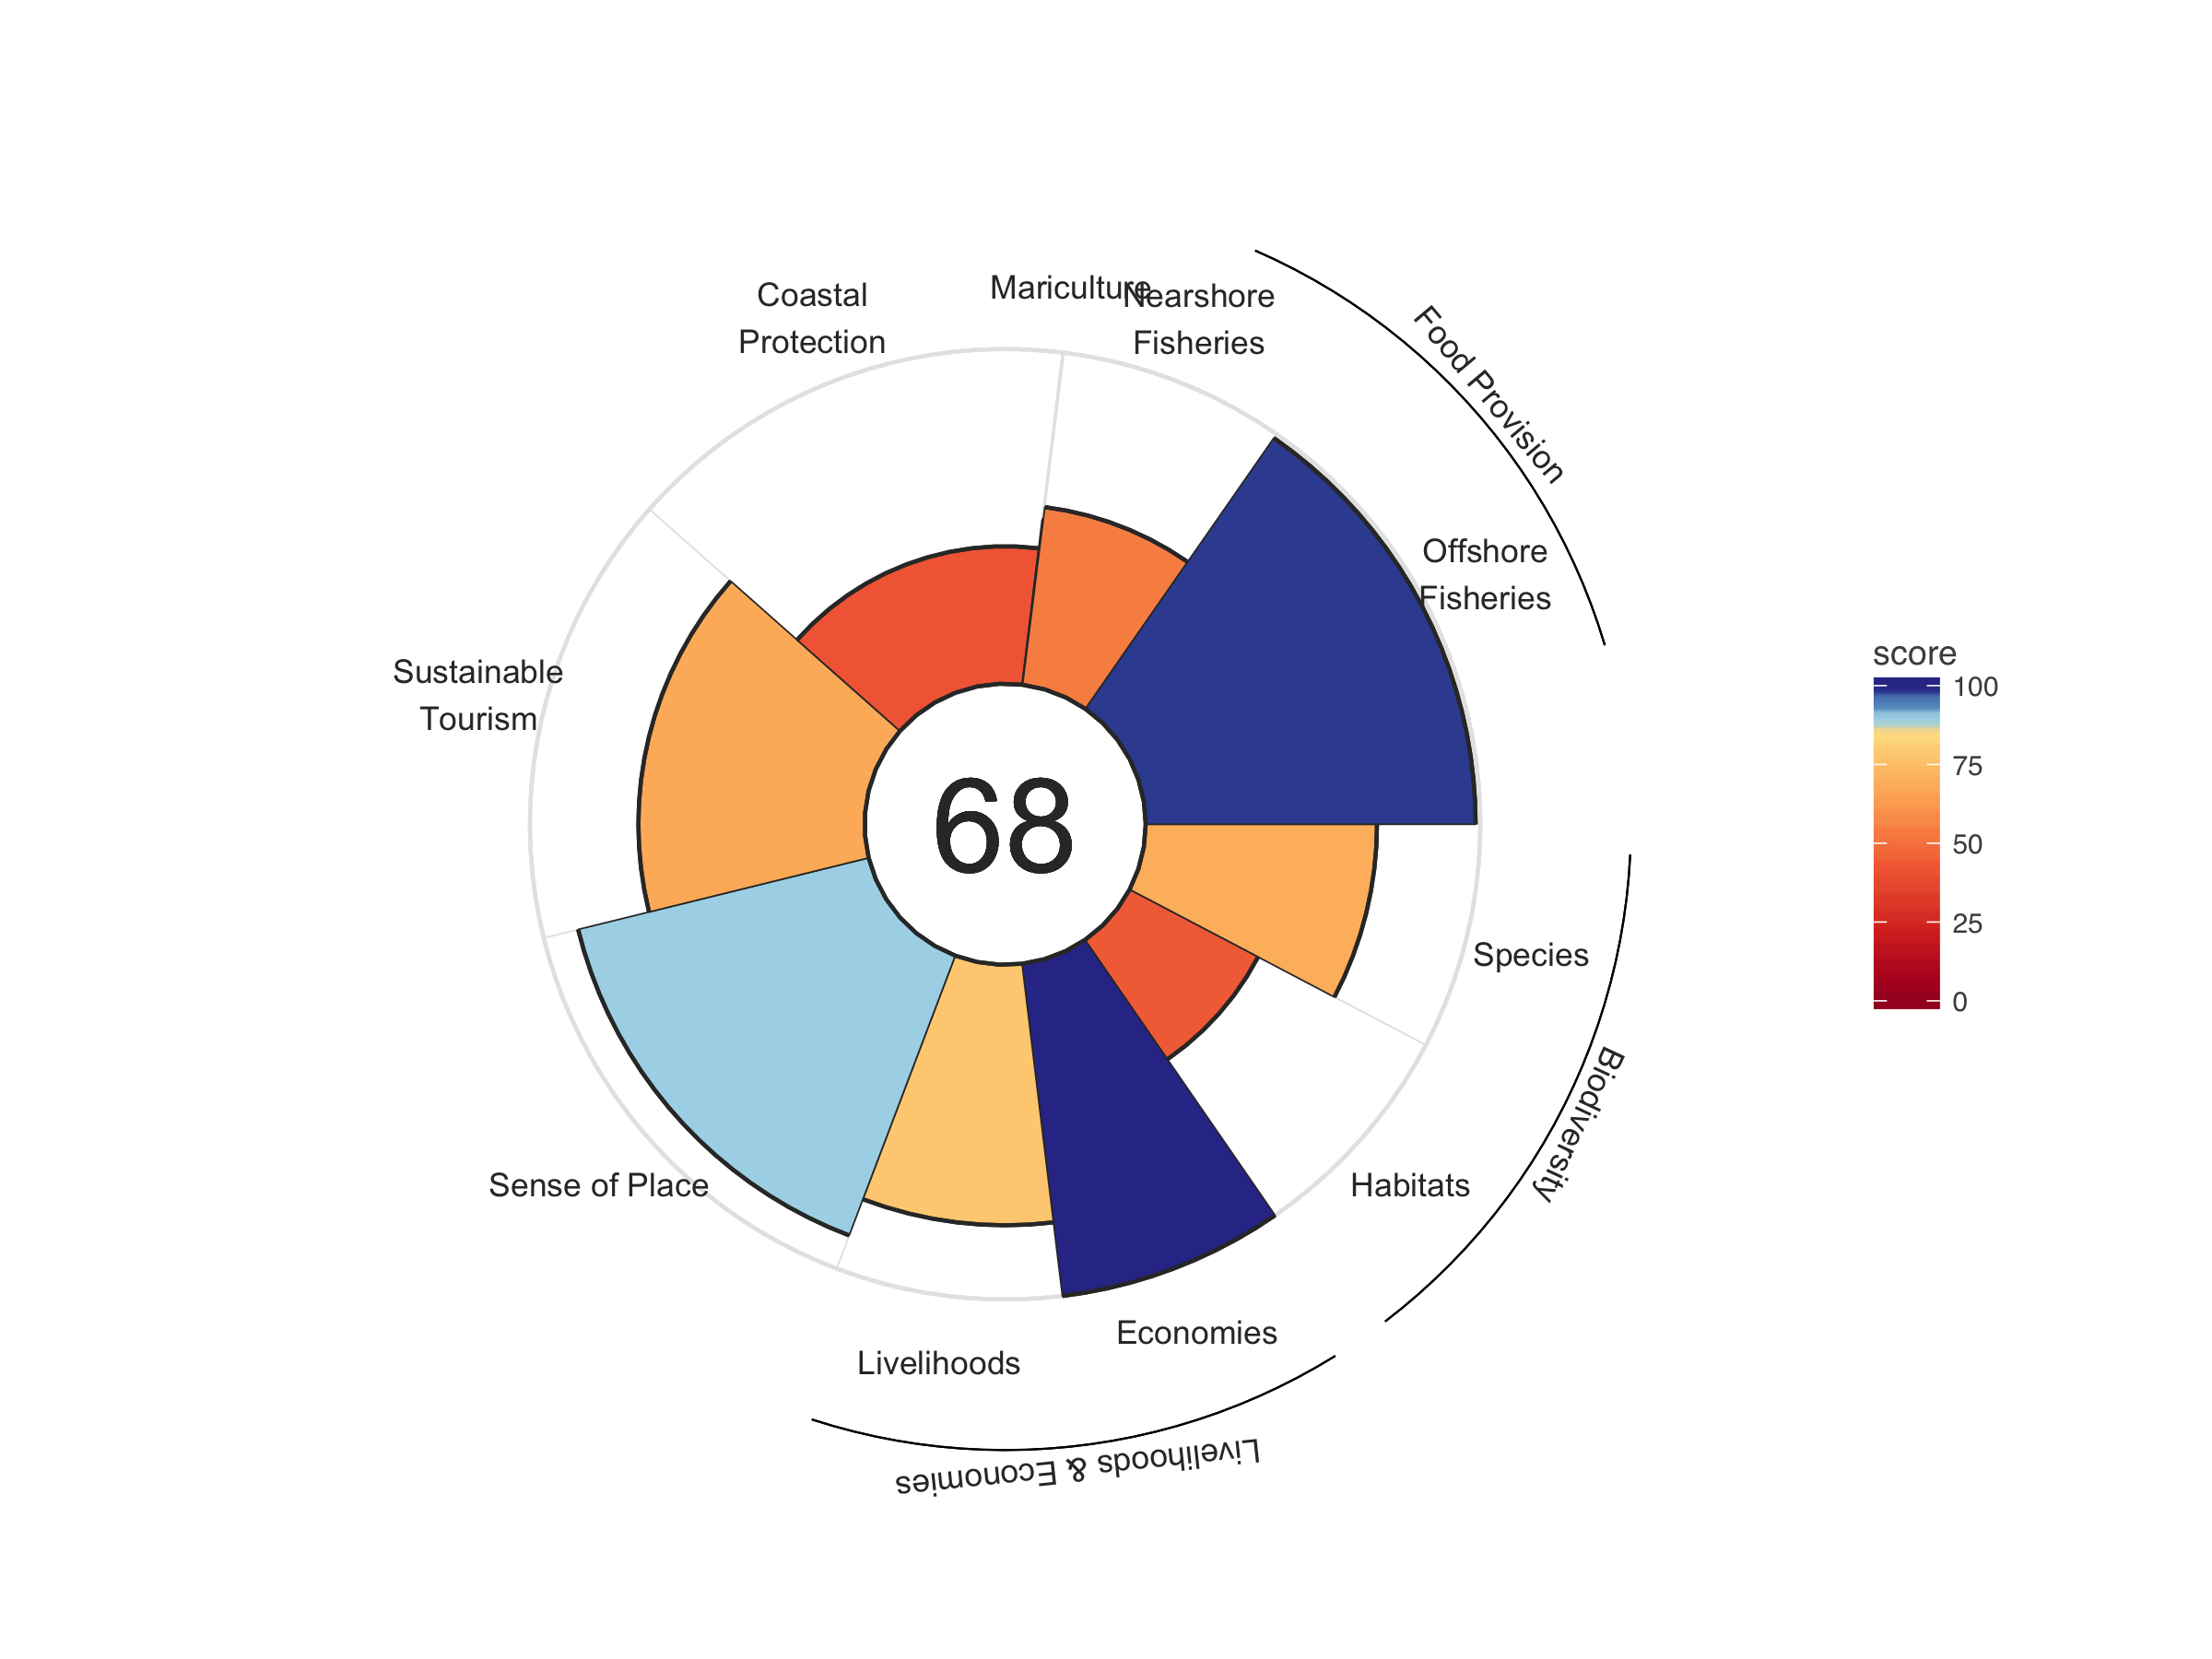 Coastal
Protection
Mariculture
Nearshore
Fisheries
Food Provision
Offshore
Fisheries
Sustainable
Tourism
score
100
75
50
25
0
68
Species
Biodiversity
Sense of Place
Habitats
Economies
Livelihoods
Livelihoods & Economies